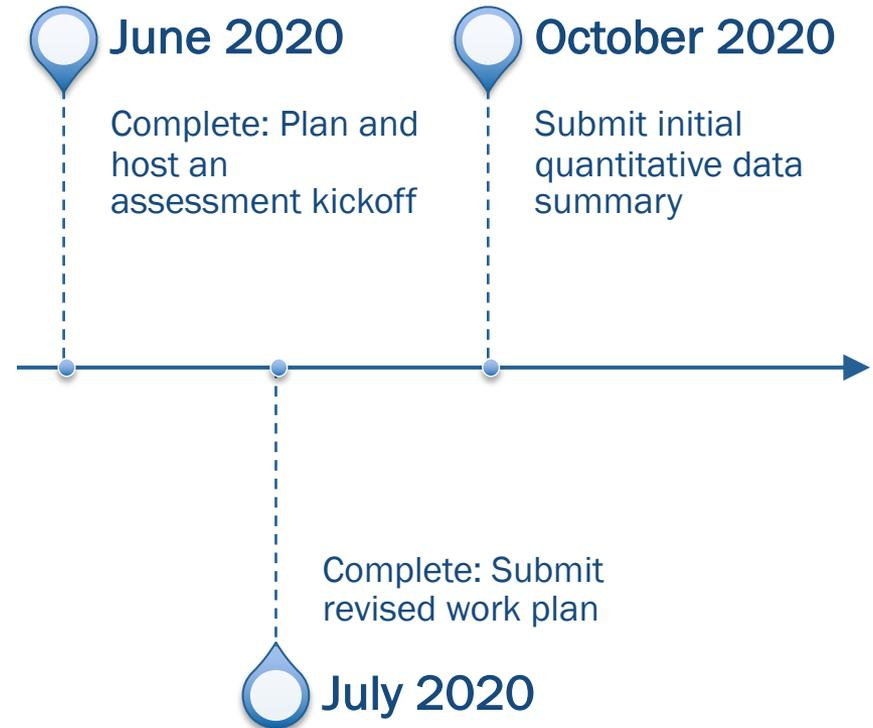 June 2020
Complete: Plan and
host an
assessment kickoff
October 2020
Submit initial
quantitative data
summary
Complete: Submit
revised work plan
July 2020